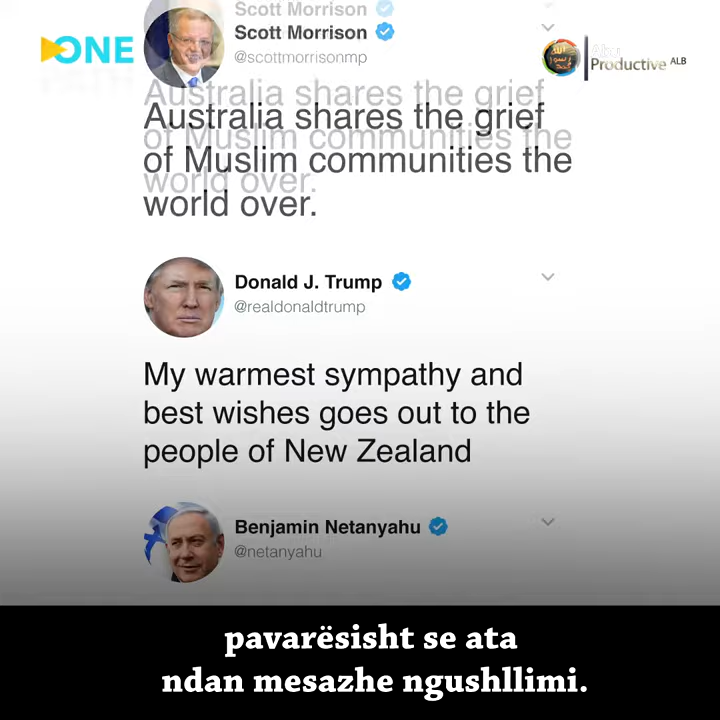 Scott Morrison
Scott Morrison
@scottmorrisonmp
ONE
Abu
Productive ALB
Australia shares the grief
of Muslim communities the
world over.
Australia shares the grief
of Muslim communities the
world over.
Donald J. Trump
@realdonaldtrump
My warmest sympathy and
best wishes goes out to the
people of New Zealand
Benjamin Netanyahu
@netanyahu
pavarësisht se ata
ndan mesazhe ngushllimi.